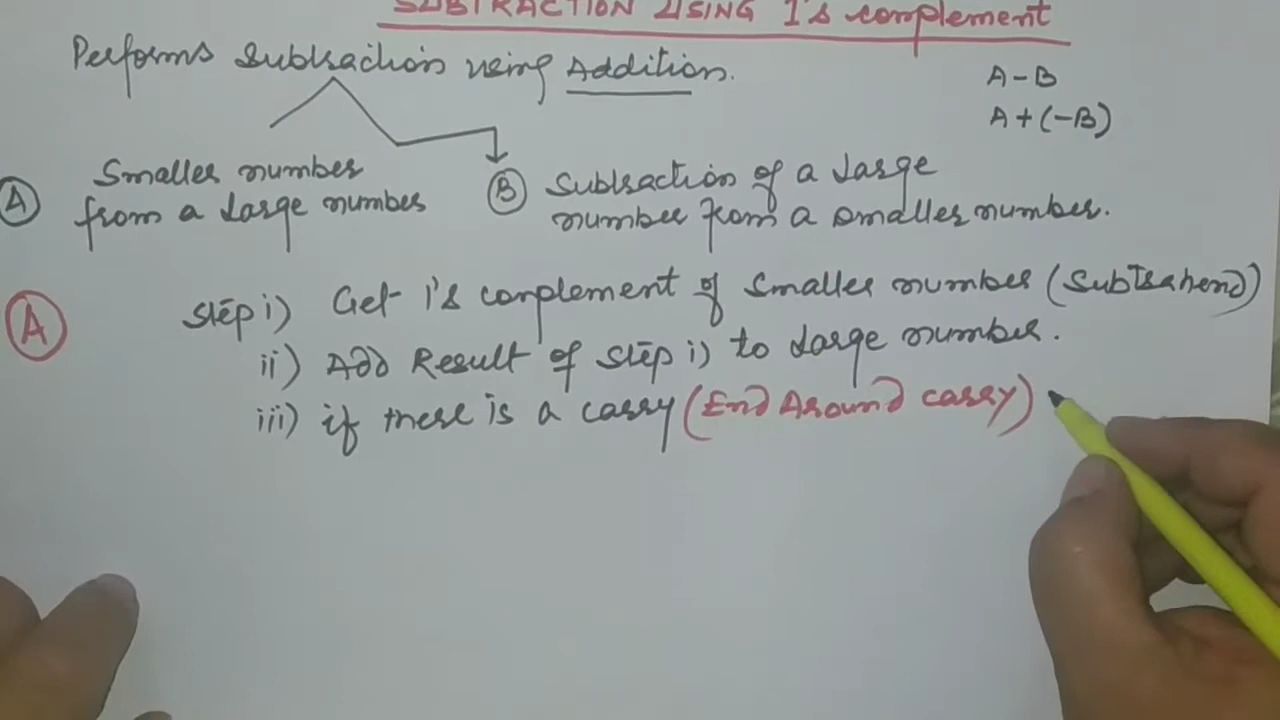 SUBTRACTION USING 1's complement
Performs Subtraction using Addition.
A - B
A + (-B)
(A) Smaller number
from a Large number
(B) Subtraction of a Large
number from a smaller number.
(A) Step i) Get 1's complement of Smaller number (Subtrahend)
ii) Add Result of Step i) to Large number.
iii) if there is a carry (End Around carry)